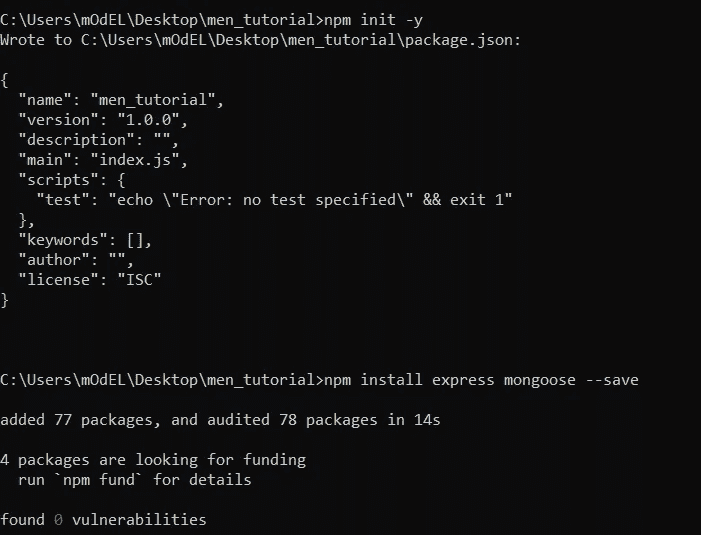 C:\Users\mOdEL\Desktop\men_tutorial>npm init -y
Wrote to C:\Users\mOdEL\Desktop\men_tutorial\package.json:
{
  "name": "men_tutorial",
  "version": "1.0.0",
  "description": "",
  "main": "index.js",
  "scripts": {
    "test": "echo \"Error: no test specified\" && exit 1"
  },
  "keywords": [],
  "author": "",
  "license": "ISC"
}
C:\Users\mOdEL\Desktop\men_tutorial>npm install express mongoose --save
added 77 packages, and audited 78 packages in 14s
4 packages are looking for funding
  run `npm fund` for details
found 0 vulnerabilities